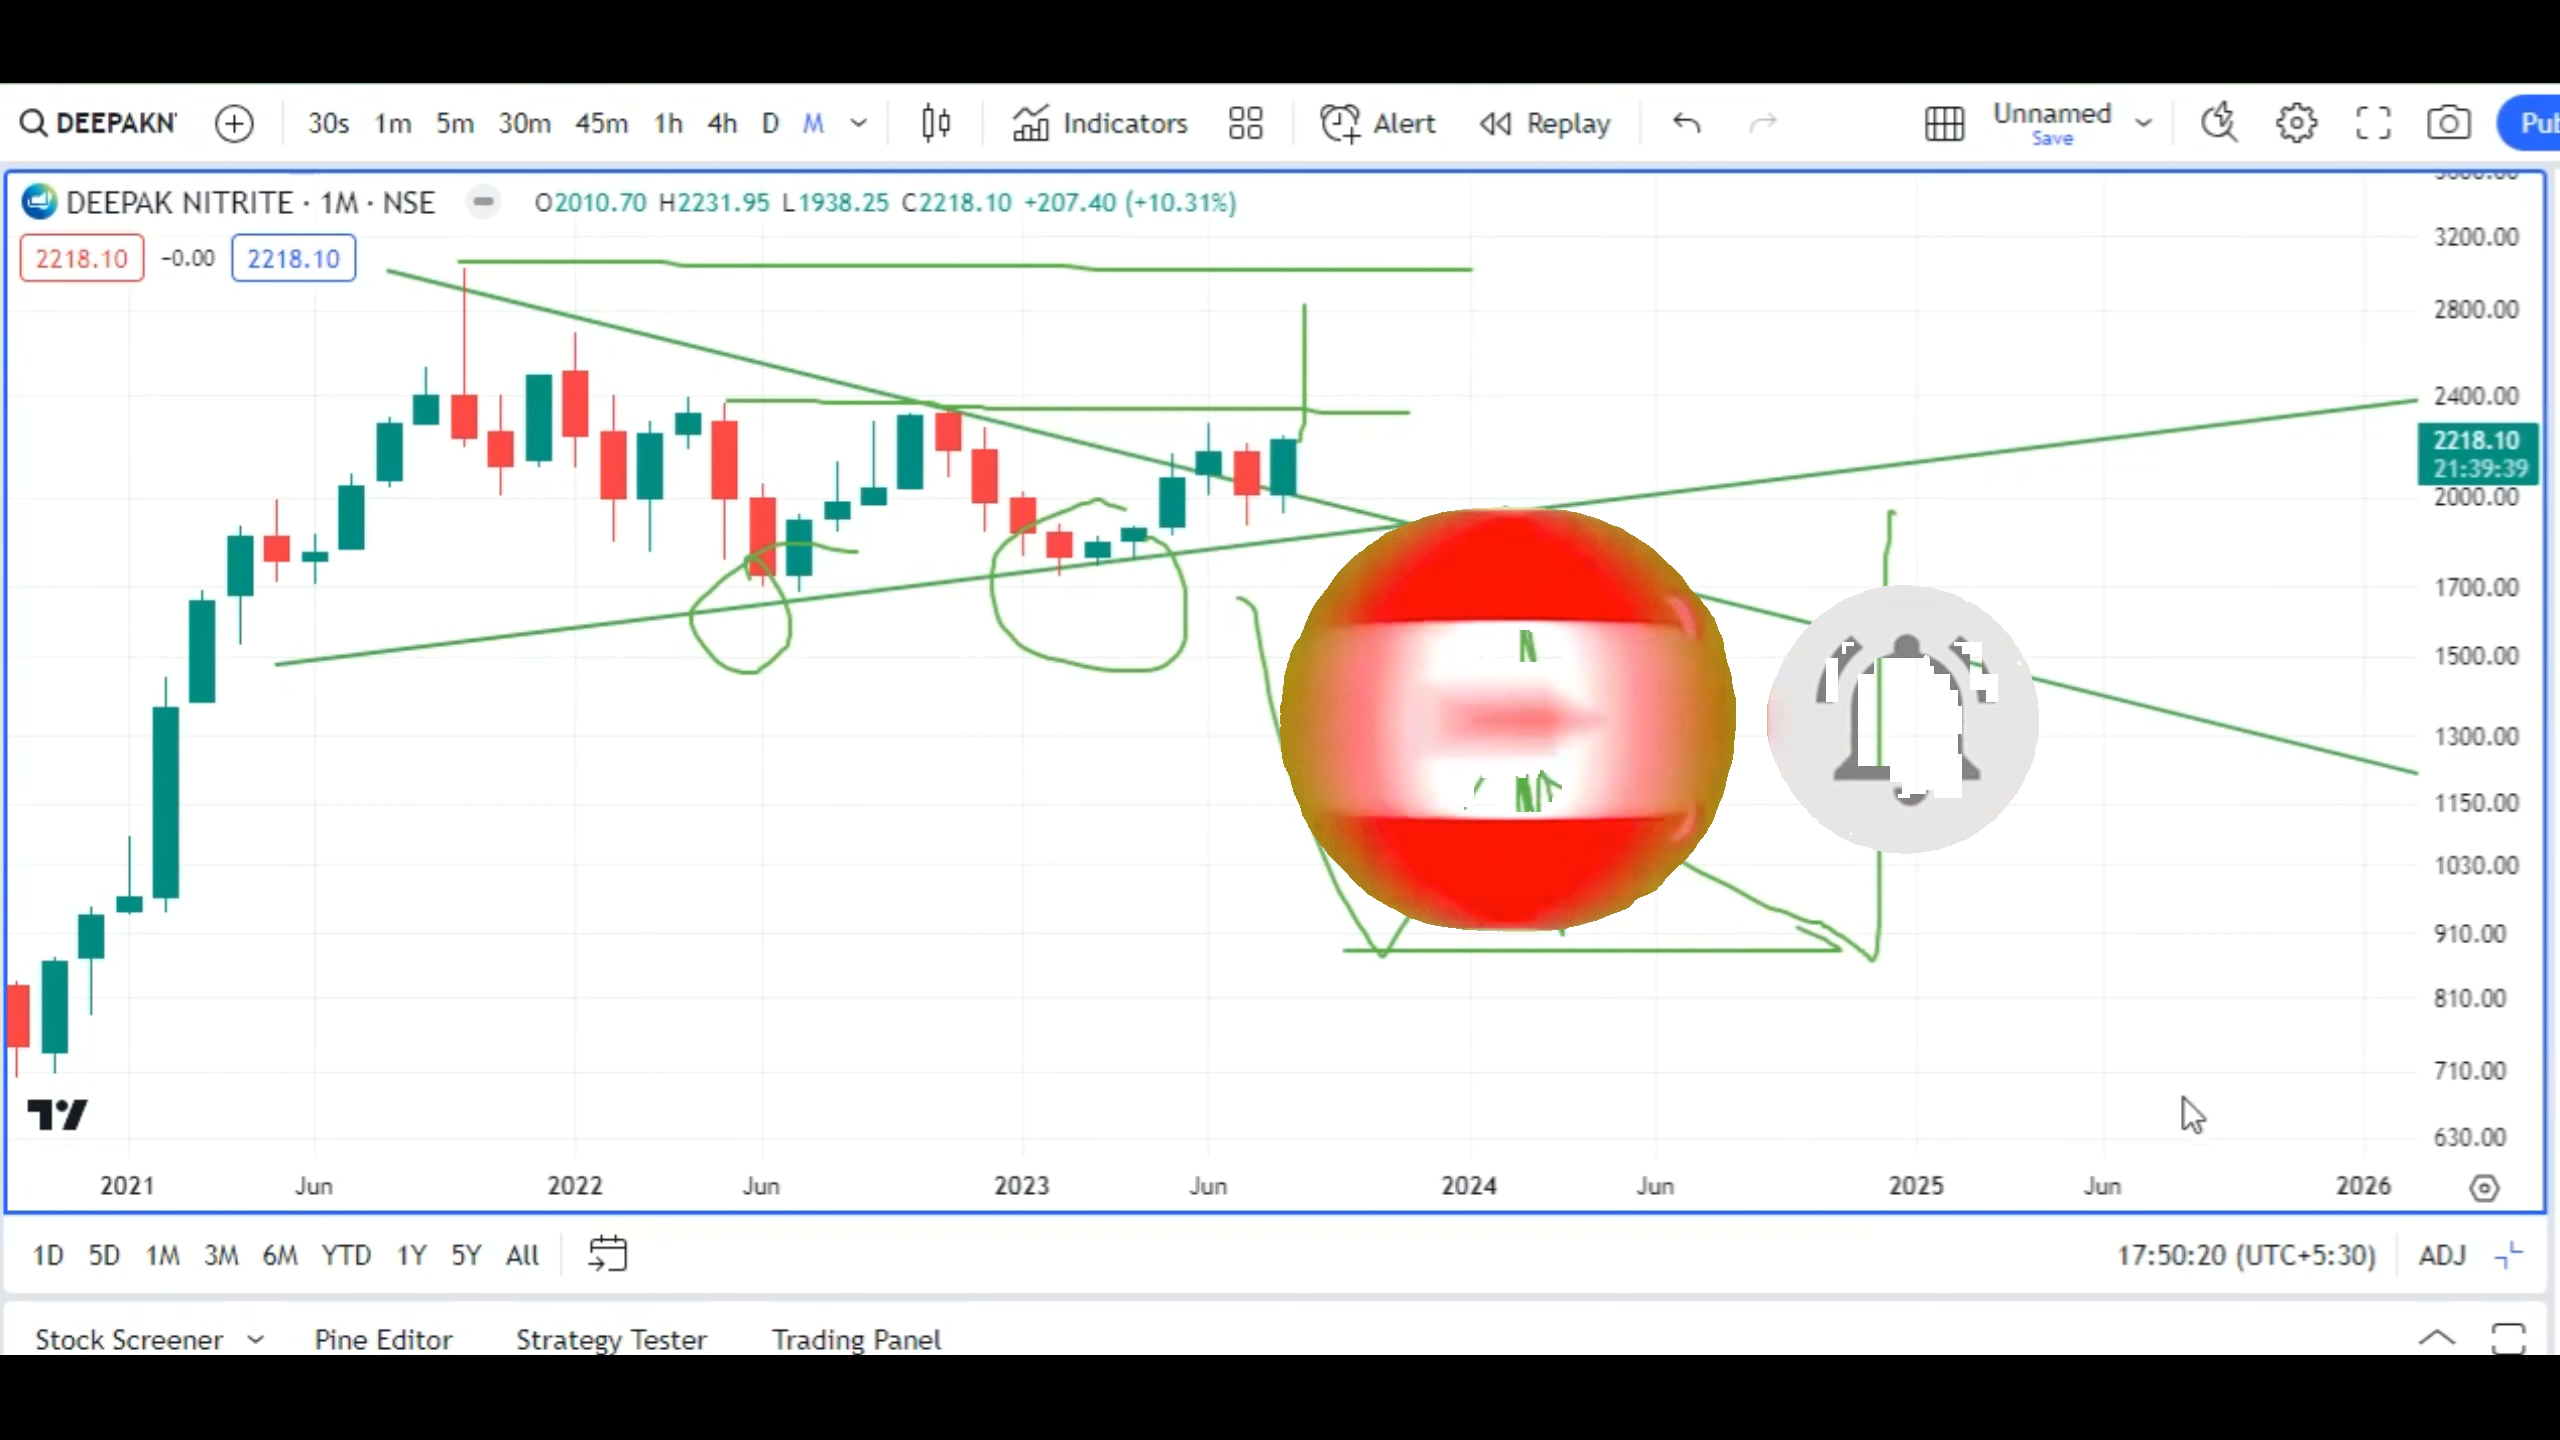 DEEPAKN'
30s 1m 5m 30m 45m 1h 4h D M Indicators Alert Replay Unnamed
Save
Pub
DEEPAK NITRITE · 1M · NSE O2010.70 H2231.95 L1938.25 C2218.10 +207.40 (+10.31%)
2218.10 -0.00 2218.10
3200.00
2800.00
2400.00
2218.10
21:39:39
2000.00
1700.00
1500.00
1300.00
1150.00
1030.00
910.00
810.00
710.00
630.00
2021 Jun 2022 Jun 2023 Jun 2024 Jun 2025 Jun 2026
1D 5D 1M 3M 6M YTD 1Y 5Y All 17:50:20 (UTC+5:30) ADJ
Stock Screener Pine Editor Strategy Tester Trading Panel